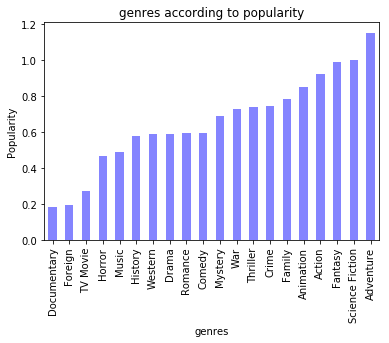 genres according to popularity
Popularity
1.2
1.0
0.8
0.6
0.4
0.2
0.0
Documentary
Foreign
TV Movie
Horror
Music
History
Western
Drama
Romance
Comedy
Mystery
War
Thriller
Crime
Family
Animation
Action
Fantasy
Science Fiction
Adventure
genres